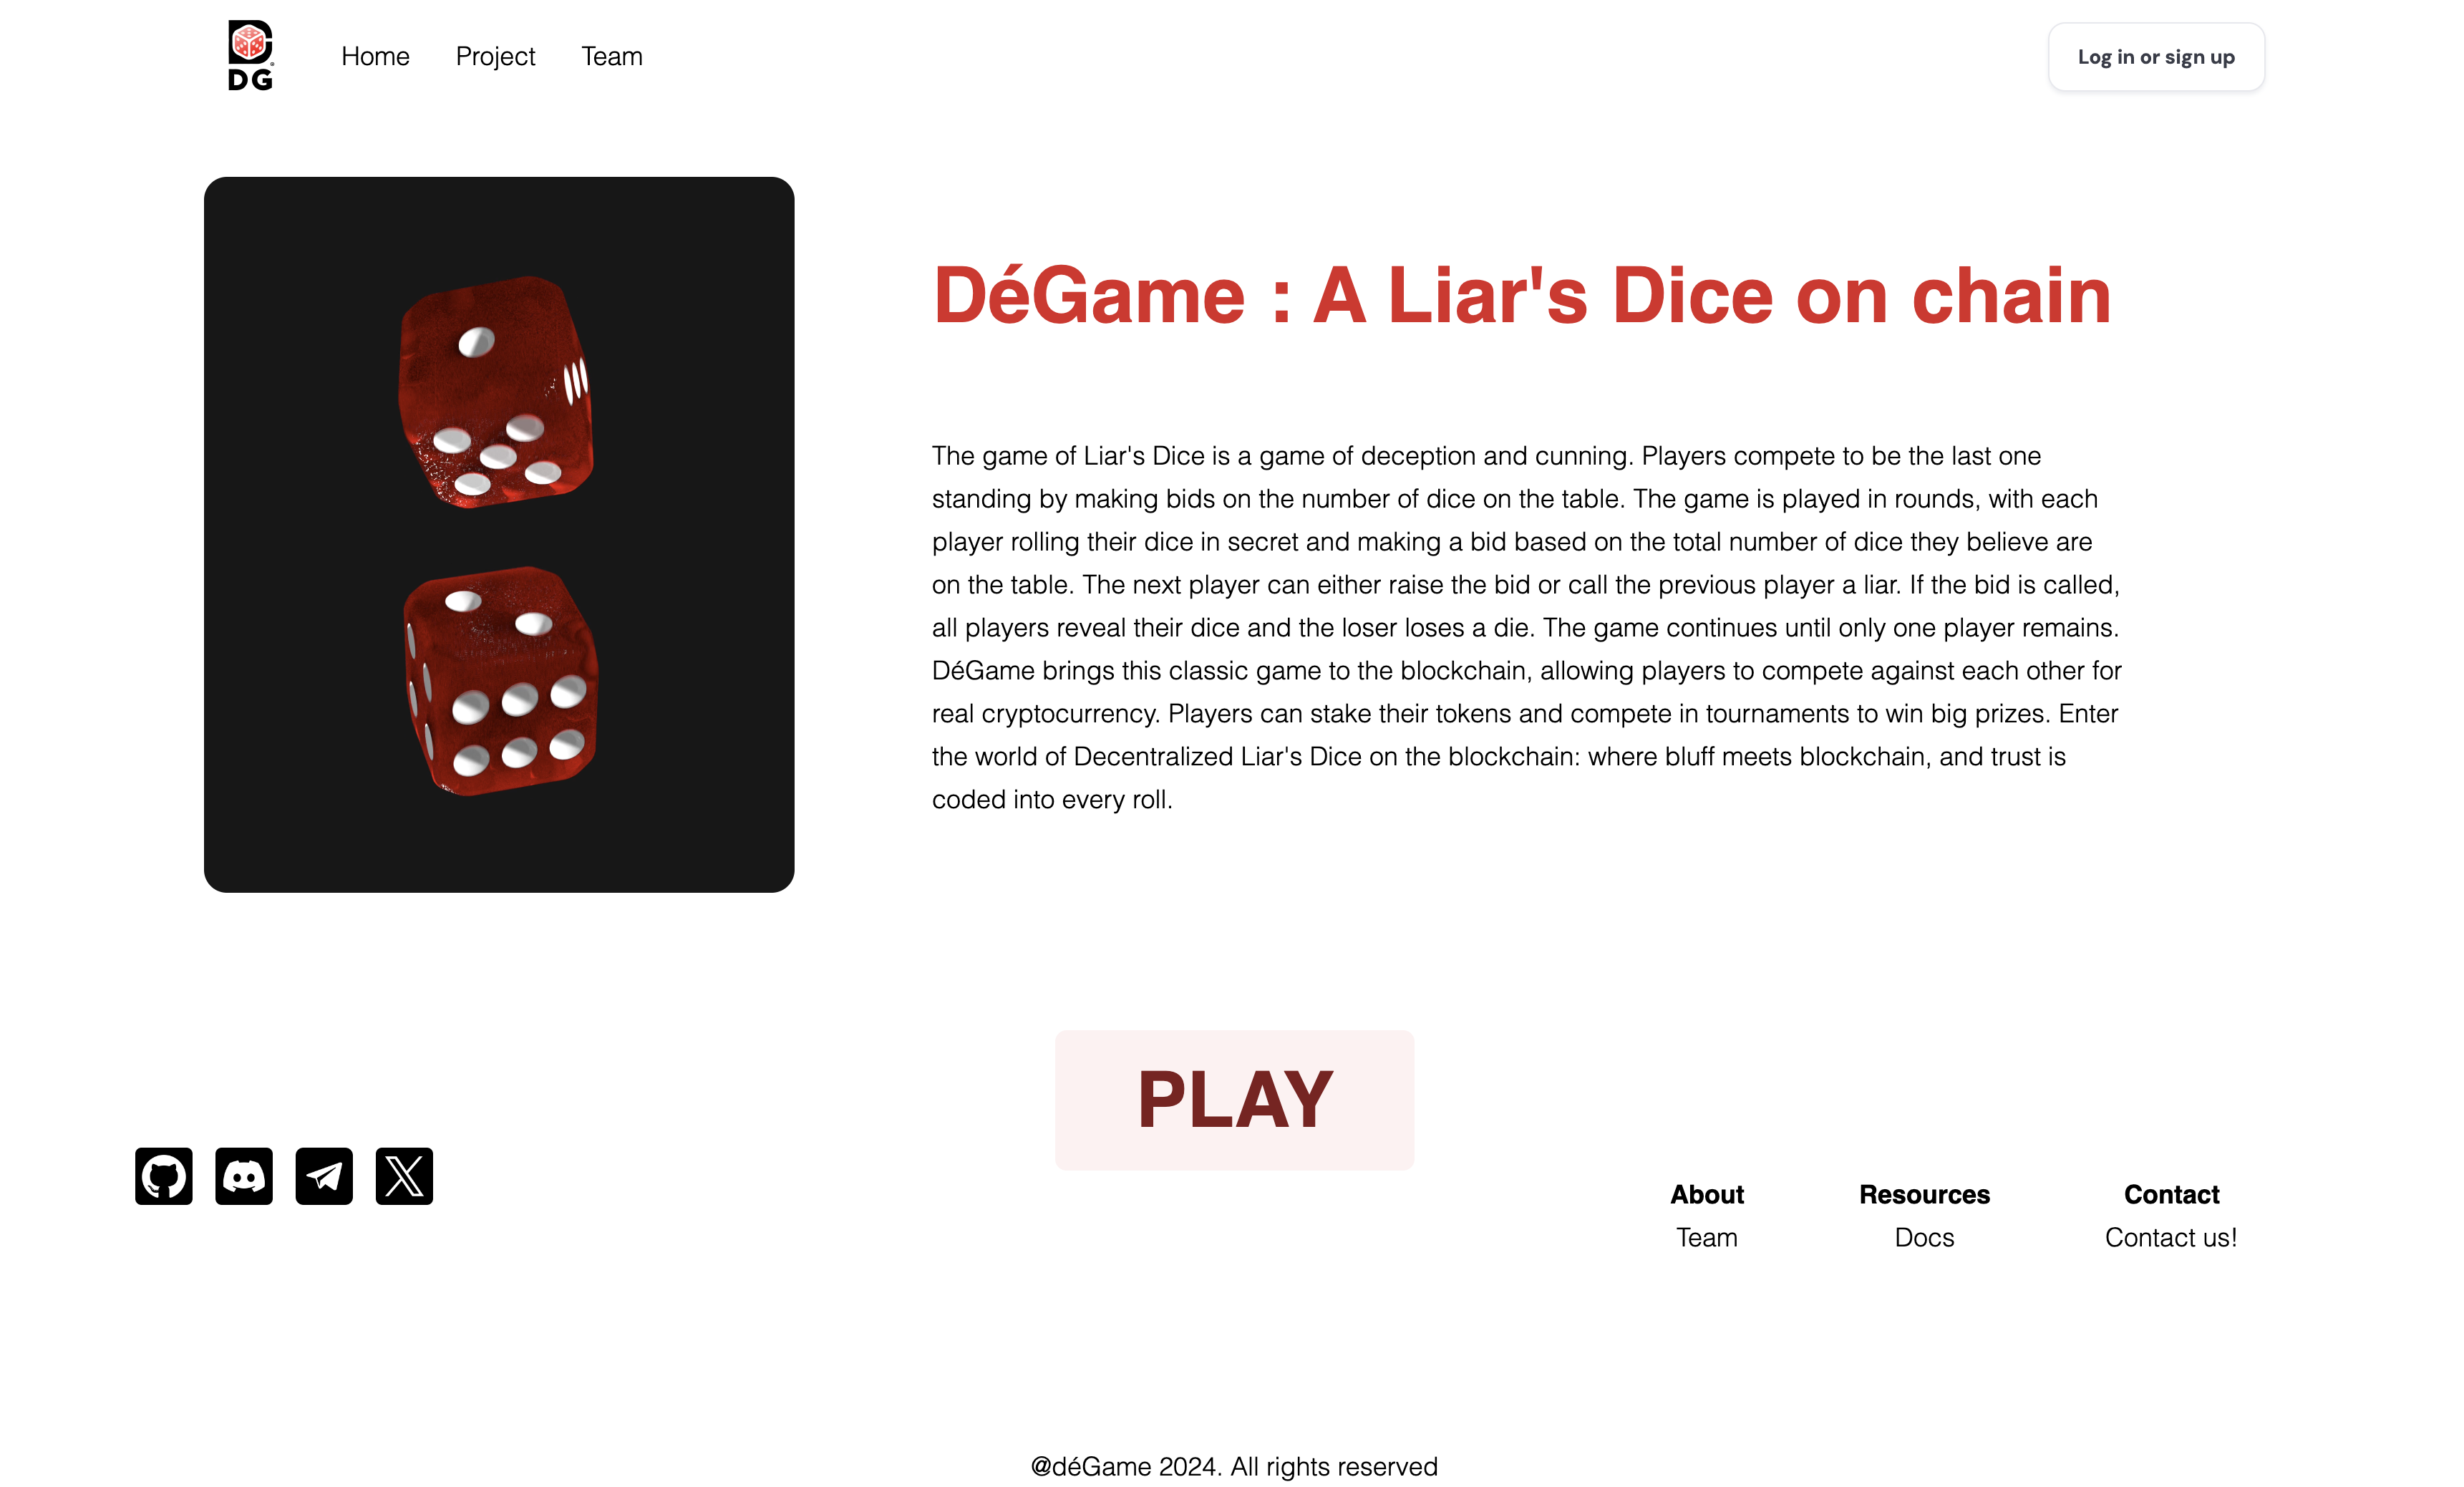 DG
Home
Project
Team
Log in or sign up
DéGame : A Liar's Dice on chain
The game of Liar's Dice is a game of deception and cunning. Players compete to be the last one
standing by making bids on the number of dice on the table. The game is played in rounds, with each
player rolling their dice in secret and making a bid based on the total number of dice they believe are
on the table. The next player can either raise the bid or call the previous player a liar. If the bid is called,
all players reveal their dice and the loser loses a die. The game continues until only one player remains.
DéGame brings this classic game to the blockchain, allowing players to compete against each other for
real cryptocurrency. Players can stake their tokens and compete in tournaments to win big prizes. Enter
the world of Decentralized Liar's Dice on the blockchain: where bluff meets blockchain, and trust is
coded into every roll.
PLAY
About
Team
Resources
Docs
Contact
Contact us!
@déGame 2024. All rights reserved